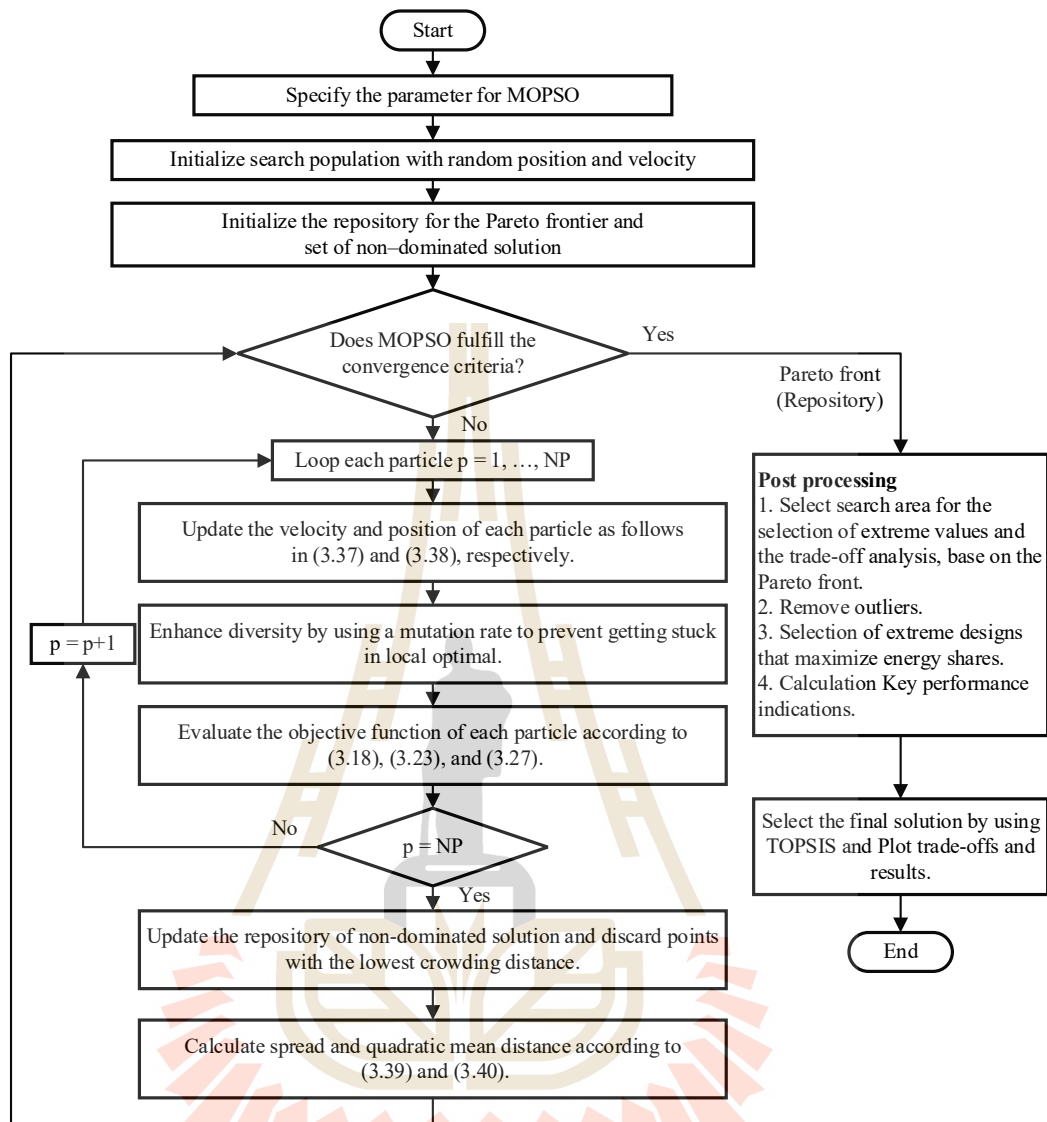 Start
Specify the parameter for MOPSO
Initialize search population with random position and velocity
Initialize the repository for the Pareto frontier and
set of non–dominated solution
Does MOPSO fulfill the
convergence criteria?
Yes
Pareto front
(Repository)
No
Loop each particle p = 1, …, NP
Update the velocity and position of each particle as follows
in (3.37) and (3.38), respectively.
Enhance diversity by using a mutation rate to prevent getting stuck
in local optimal.
p = p+1
Evaluate the objective function of each particle according to
(3.18), (3.23), and (3.27).
No
p = NP
Yes
Update the repository of non-dominated solution and discard points
with the lowest crowding distance.
Calculate spread and quadratic mean distance according to
(3.39) and (3.40).
Post processing
1. Select search area for the
selection of extreme values and
the trade-off analysis, base on the
Pareto front.
2. Remove outliers.
3. Selection of extreme designs
that maximize energy shares.
4. Calculation Key performance
indications.
Select the final solution by using
TOPSIS and Plot trade-offs and
results.
End